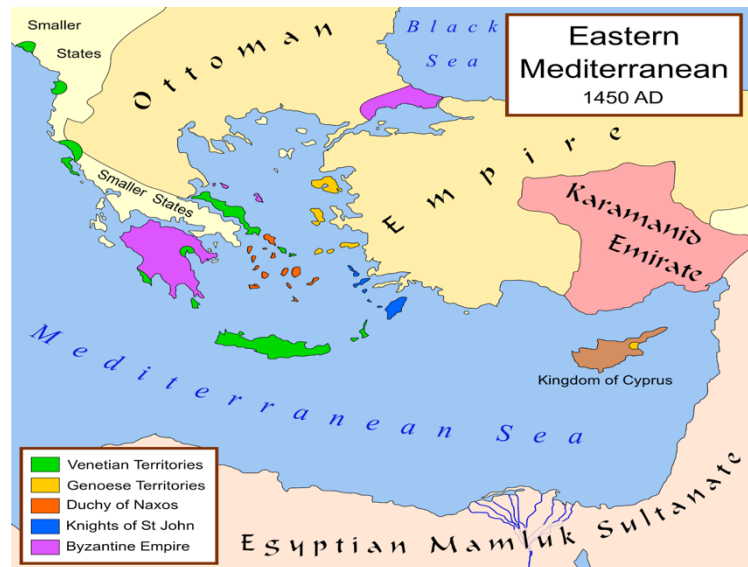 Smaller
States
Ottoman
Black
Sea
Eastern
Mediterranean
1450 AD
Empire
Smaller States
Karamanid
Emirate
Mediterranean Sea
Kingdom of Cyprus
Venetian Territories
Genoese Territories
Duchy of Naxos
Knights of St John
Byzantine Empire
Egyptian Mamluk Sultanate